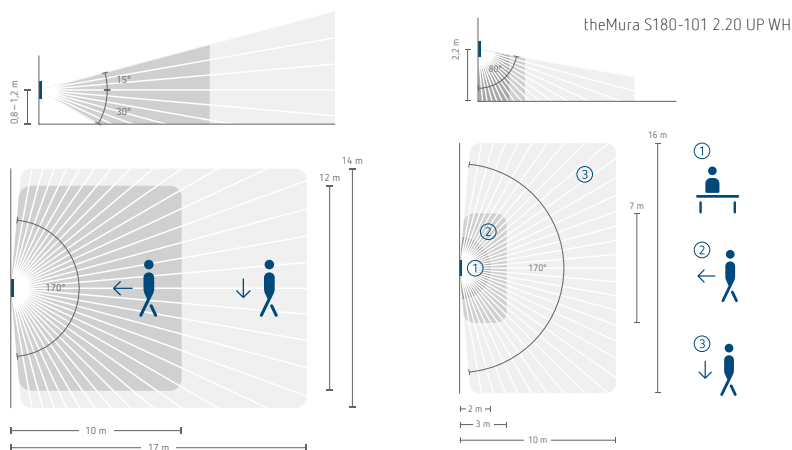 theMura S180-101 2.20 UP WH
15°
30°
0,8 – 1,2 m
80°
2,2 m
14 m
12 m
170°
10 m
17 m
16 m
7 m
3
2
1
170°
2 m
3 m
10 m
1
2
3